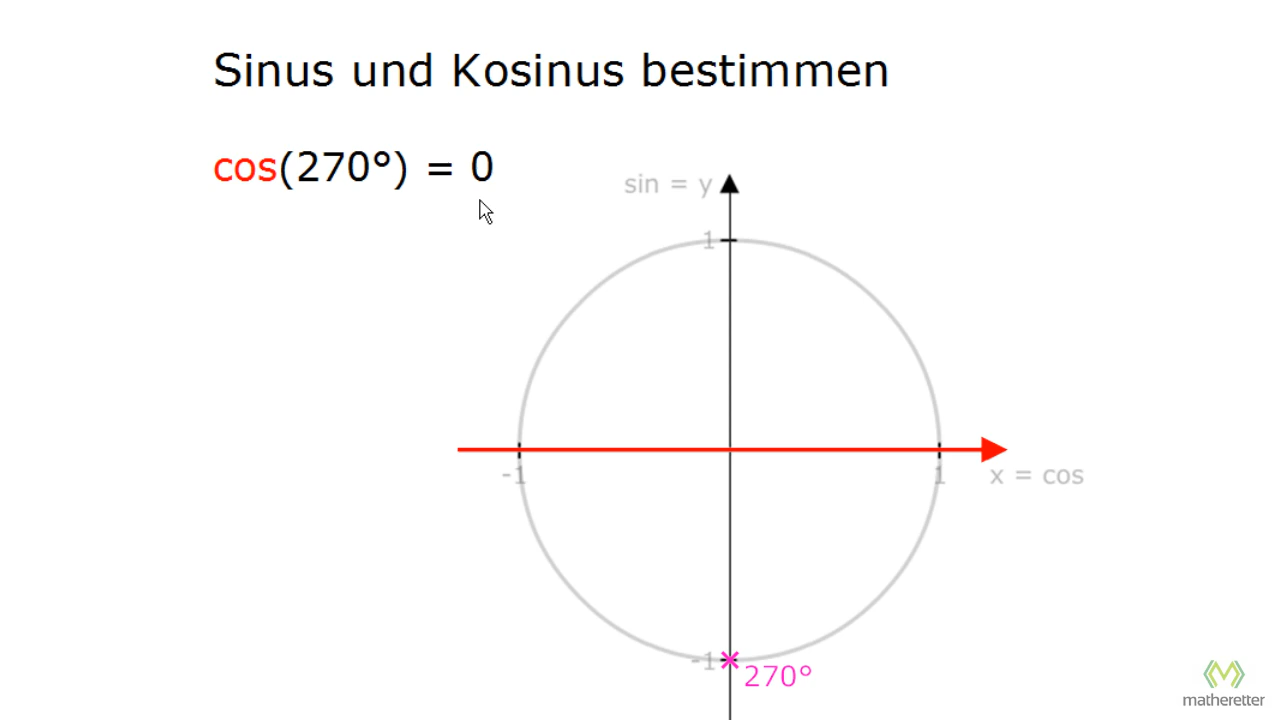 Sinus und Kosinus bestimmen
cos(270°) = 0
sin = y
1
-1
1
x = cos
-1
270°
matheretter